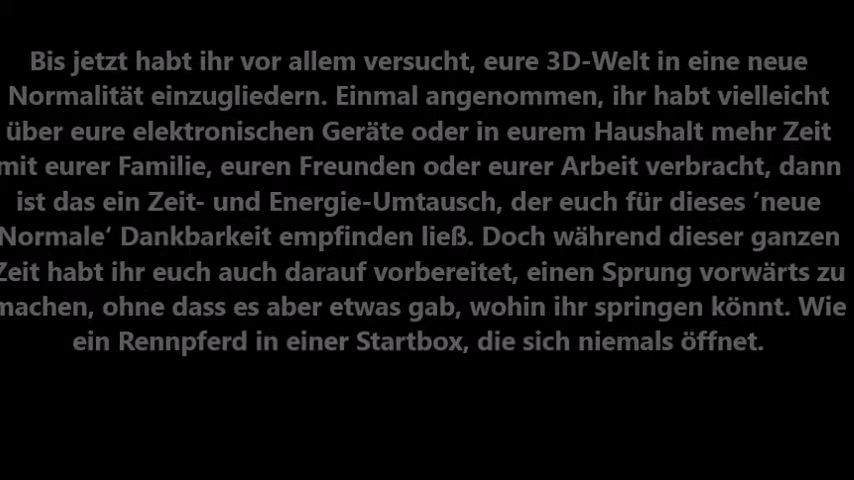 Bis jetzt habt ihr vor allem versucht, eure 3D-Welt in eine neue
Normalität einzugliedern. Einmal angenommen, ihr habt vielleicht
über eure elektronischen Geräte oder in eurem Haushalt mehr Zeit
mit eurer Familie, euren Freunden oder eurer Arbeit verbracht, dann
ist das ein Zeit- und Energie-Umtausch, der euch für dieses ’neue
Normale‘ Dankbarkeit empfinden ließ. Doch während dieser ganzen
Zeit habt ihr euch auch darauf vorbereitet, einen Sprung vorwärts zu
machen, ohne dass es aber etwas gab, wohin ihr springen könnt. Wie
ein Rennpferd in einer Startbox, die sich niemals öffnet.